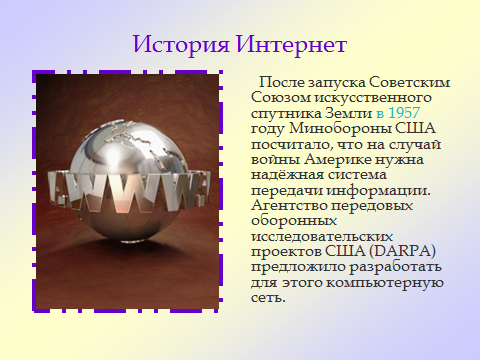 История Интернет
После запуска Советским
Союзом искусственного
спутника Земли в 1957
году Минобороны США
посчитало, что на случай
войны Америке нужна
надёжная система
передачи информации.
Агентство передовых
оборонных
исследовательских
проектов США (DARPA)
предложило разработать
для этого компьютерную
сеть.
WWW